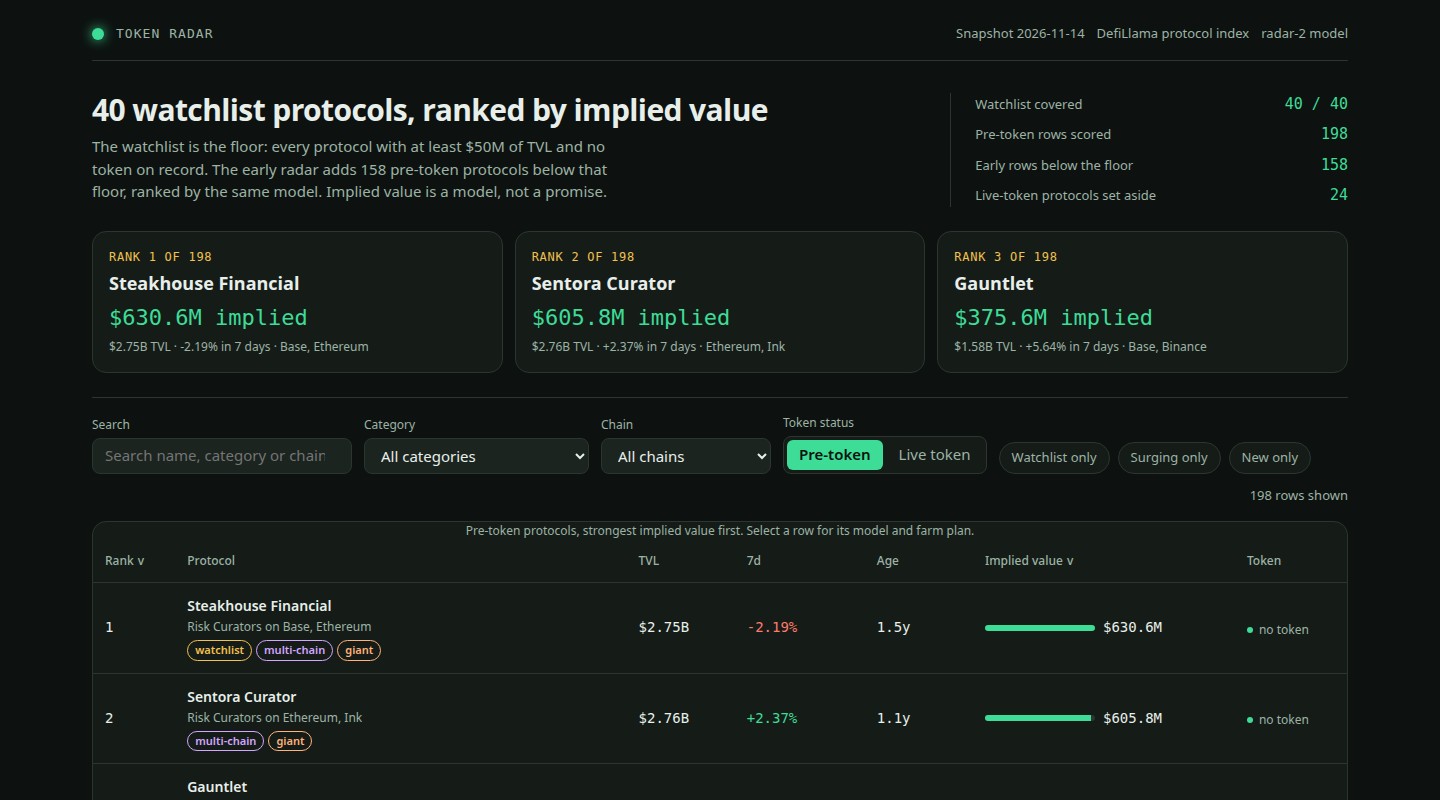 TOKEN RADAR
Snapshot 2026-11-14 DefiLlama protocol index radar-2 model
40 watchlist protocols, ranked by implied value
The watchlist is the floor: every protocol with at least $50M of TVL and no
token on record. The early radar adds 158 pre-token protocols below that
floor, ranked by the same model. Implied value is a model, not a promise.
Watchlist covered 40 / 40
Pre-token rows scored 198
Early rows below the floor 158
Live-token protocols set aside 24
RANK 1 OF 198
Steakhouse Financial
$630.6M implied
$2.75B TVL · -2.19% in 7 days · Base, Ethereum
RANK 2 OF 198
Sentora Curator
$605.8M implied
$2.76B TVL · +2.37% in 7 days · Ethereum, Ink
RANK 3 OF 198
Gauntlet
$375.6M implied
$1.58B TVL · +5.64% in 7 days · Base, Binance
Search
Search name, category or chain
Category
All categories
Chain
All chains
Token status
Pre-token Live token
Watchlist only Surging only New only
198 rows shown
Pre-token protocols, strongest implied value first. Select a row for its model and farm plan.
Rank v Protocol TVL 7d Age Implied value v Token
Steakhouse Financial
1 Risk Curators on Base, Ethereum $2.75B -2.19% 1.5y $630.6M no token
watchlist multi-chain giant
Sentora Curator
2 Risk Curators on Ethereum, Ink $2.76B +2.37% 1.1y $605.8M no token
multi-chain giant
Gauntlet